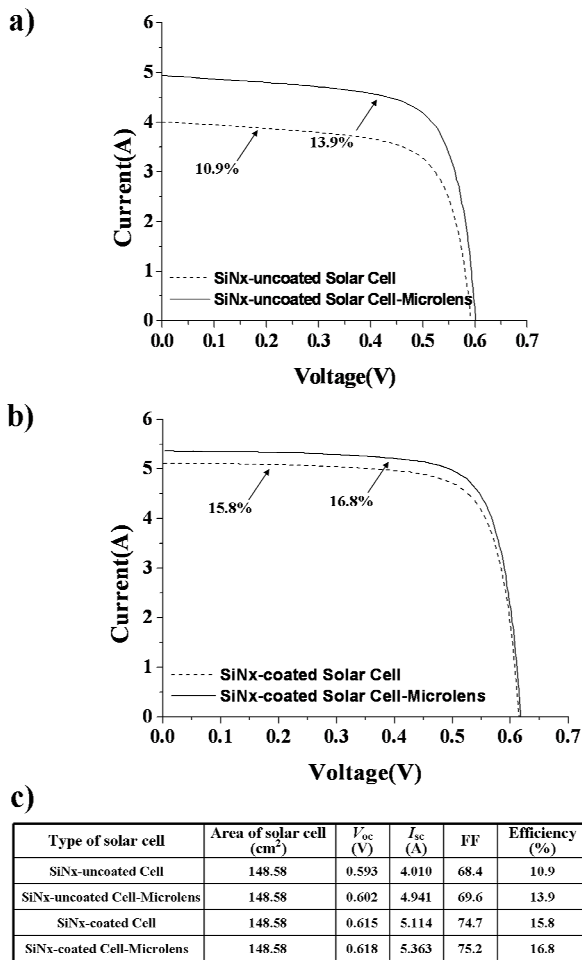 a)
6
5
4
3
2
1
0
Current(A)
13.9%
10.9%
SiNx-uncoated Solar Cell
SiNx-uncoated Solar Cell-Microlens
0.0 0.1 0.2 0.3 0.4 0.5 0.6 0.7
Voltage(V)
b)
6
5
4
3
2
1
0
Current(A)
15.8% 16.8%
SiNx-coated Solar Cell
SiNx-coated Solar Cell-Microlens
0.0 0.1 0.2 0.3 0.4 0.5 0.6 0.7
Voltage(V)
c)
Type of solar cell Area of solar cell (cm²) Voc (V) Isc (A) FF Efficiency (%)
SiNx-uncoated Cell 148.58 0.593 4.010 68.4 10.9
SiNx-uncoated Cell-Microlens 148.58 0.602 4.941 69.6 13.9
SiNx-coated Cell 148.58 0.615 5.114 74.7 15.8
SiNx-coated Cell-Microlens 148.58 0.618 5.363 75.2 16.8